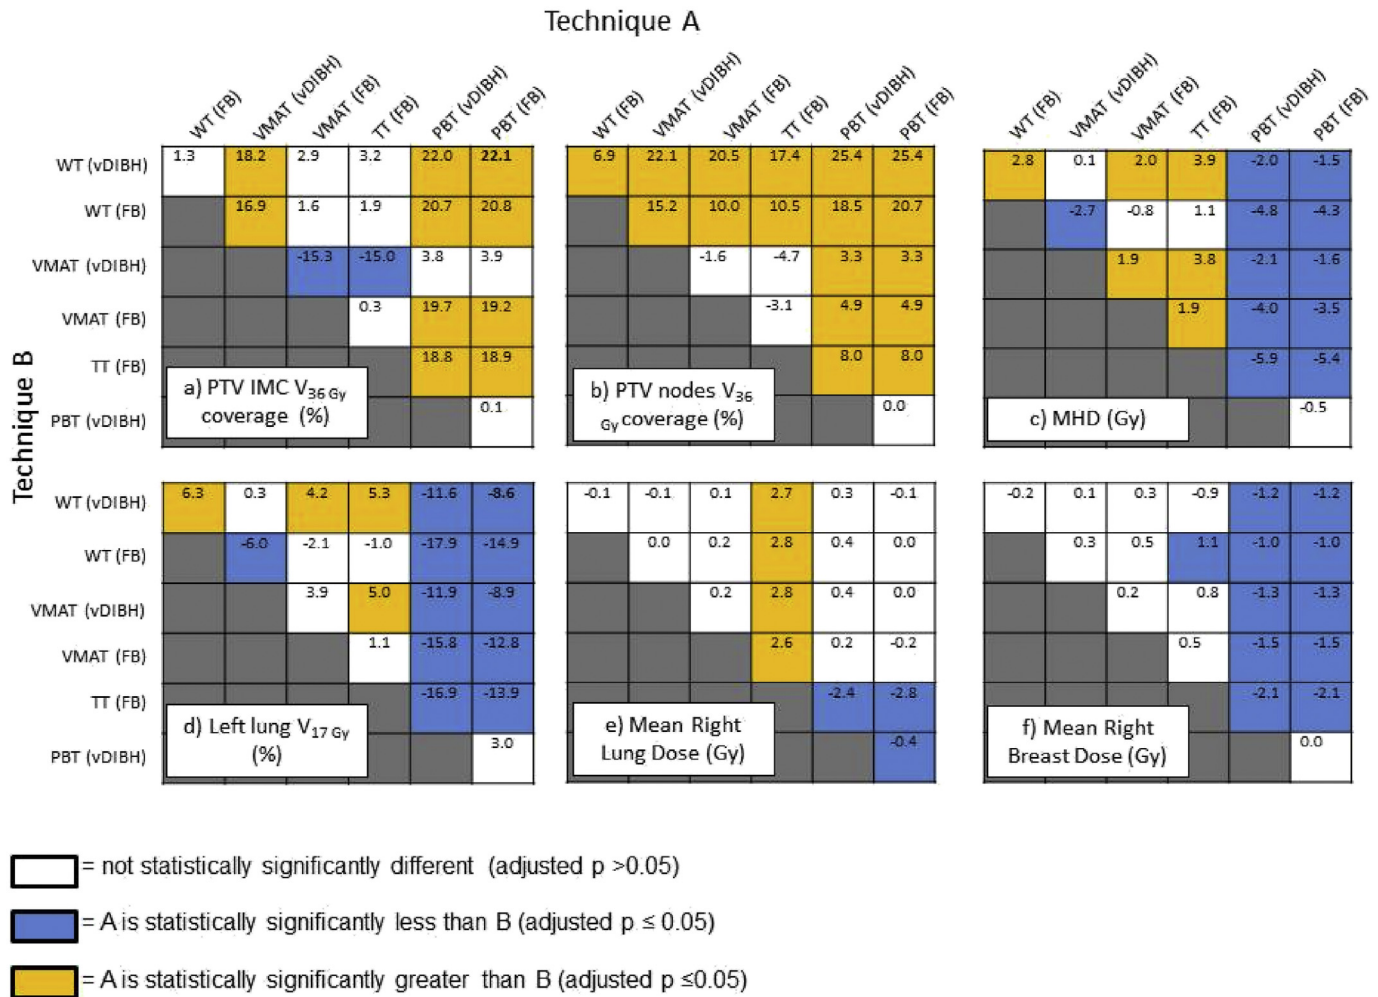 Technique A
WT (FB) VMAT (vDIBH) VMAT (FB) TT (FB) PBT (vDIBH) PBT (FB)
WT (FB) VMAT (vDIBH) VMAT (FB) TT (FB) PBT (vDIBH) PBT (FB)
WT (FB) VMAT (vDIBH) VMAT (FB) TT (FB) PBT (vDIBH) PBT (FB)
Technique B
WT (vDIBH) 1.3 18.2 2.9 3.2 22.0 22.1
WT (FB) 16.9 1.6 1.9 20.7 20.8
VMAT (vDIBH) -15.3 -15.0 3.8 3.9
VMAT (FB) 0.3 19.7 19.2
TT (FB) 18.8 18.9
PBT (vDIBH) 0.1
a) PTV IMC V36 Gy
coverage (%)
6.9 22.1 20.5 17.4 25.4 25.4
15.2 10.0 10.5 18.5 20.7
-1.6 -4.7 3.3 3.3
-3.1 4.9 4.9
8.0 8.0
0.0
b) PTV nodes V36
Gy coverage (%)
2.8 0.1 2.0 3.9 -2.0 -1.5
-2.7 -0.8 1.1 -4.8 -4.3
1.9 3.8 -2.1 -1.6
1.9 -4.0 -3.5
-5.9 -5.4
-0.5
c) MHD (Gy)
WT (vDIBH) 6.3 0.3 4.2 5.3 -11.6 -8.6
WT (FB) -6.0 -2.1 -1.0 -17.9 -14.9
VMAT (vDIBH) 3.9 5.0 -11.9 -8.9
VMAT (FB) 1.1 -15.8 -12.8
TT (FB) -16.9 -13.9
PBT (vDIBH) 3.0
d) Left lung V17 Gy
(%)
-0.1 -0.1 0.1 2.7 0.3 -0.1
0.0 0.2 2.8 0.4 0.0
0.2 2.8 0.4 0.0
2.6 0.2 -0.2
-2.4 -2.8
-0.4
e) Mean Right
Lung Dose (Gy)
-0.2 0.1 0.3 -0.9 -1.2 -1.2
0.3 0.5 1.1 -1.0 -1.0
0.2 0.8 -1.3 -1.3
0.5 -1.5 -1.5
-2.1 -2.1
0.0
f) Mean Right
Breast Dose (Gy)
= not statistically significantly different (adjusted p >0.05)
= A is statistically significantly less than B (adjusted p ≤ 0.05)
= A is statistically significantly greater than B (adjusted p ≤0.05)